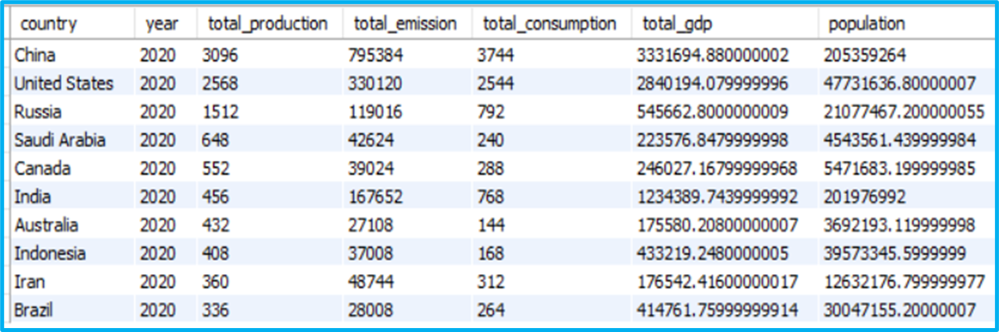 country year total_production total_emission total_consumption total_gdp population
China 2020 3096 795384 3744 3331694.880000002 205359264
United States 2020 2568 330120 2544 2840194.079999996 47731636.80000007
Russia 2020 1512 119016 792 545662.8000000009 21077467.200000055
Saudi Arabia 2020 648 42624 240 223576.8479999998 4543561.439999984
Canada 2020 552 39024 288 246027.16799999968 5471683.199999985
India 2020 456 167652 768 1234389.7439999992 201976992
Australia 2020 432 27108 144 175580.20800000007 3692193.119999998
Indonesia 2020 408 37008 168 433219.2480000005 39573345.5999999
Iran 2020 360 48744 312 176542.41600000017 12632176.799999977
Brazil 2020 336 28008 264 414761.75999999914 30047155.20000007